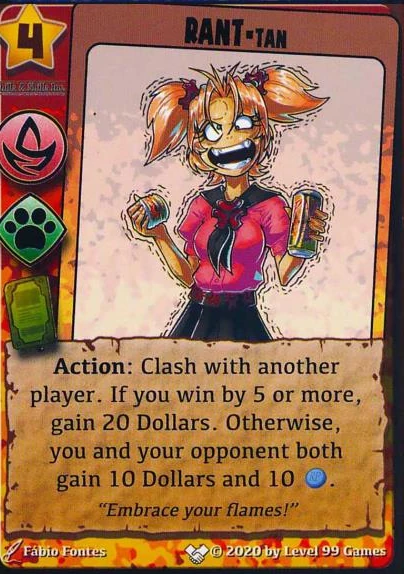 4
RANT-TAN
Action: Clash with another
player. If you win by 5 or more,
gain 20 Dollars. Otherwise,
you and your opponent both
gain 10 Dollars and 10 RP.
“Embrace your flames!”
Fábio Fontes
© 2020 by Level 99 Games